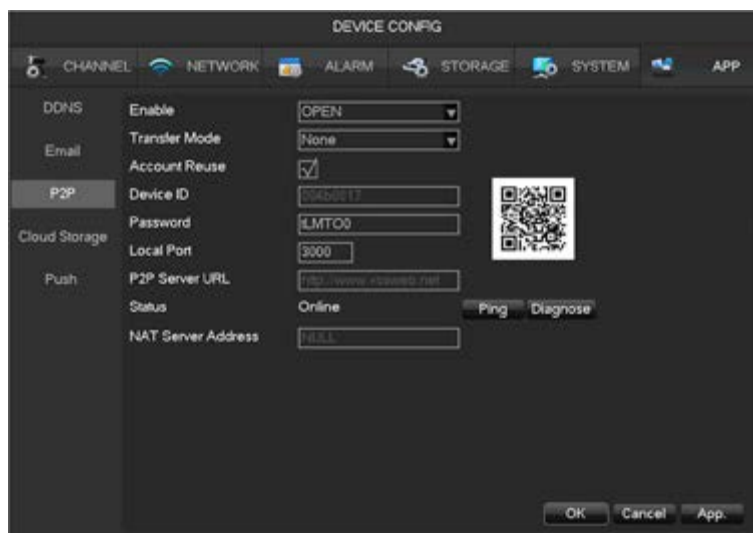 DEVICE CONFIG
CHANNEL NETWORK ALARM STORAGE SYSTEM APP
DDNS
Email
P2P
Cloud Storage
Push
Enable OPEN
Transfer Mode None
Account Reuse
Device ID
Password
Local Port 3000
P2P Server URL
Status Online Ping Diagnose
NAT Server Address NULL
OK Cancel App.